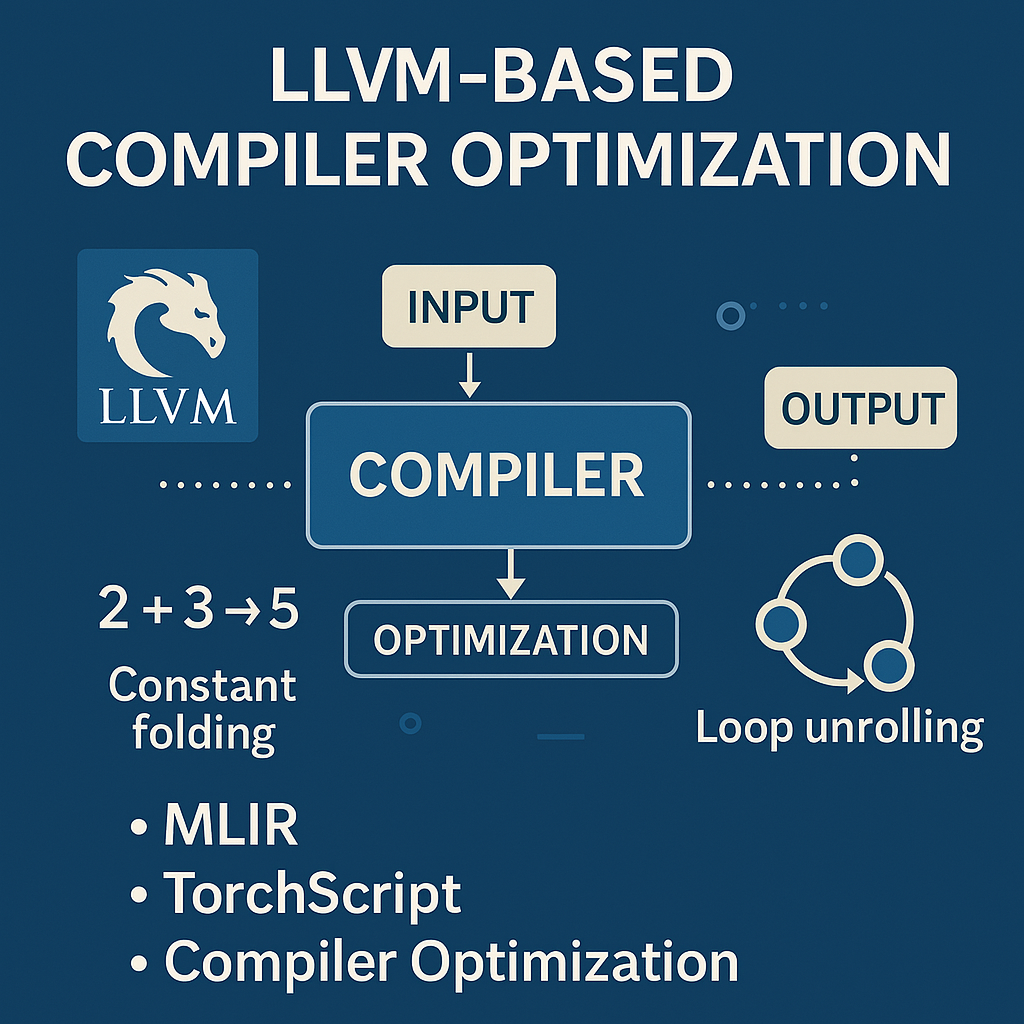 LLVM-BASED
COMPILER OPTIMIZATION
LLVM
INPUT
OUTPUT
COMPILER
2 + 3 → 5
Constant
folding
OPTIMIZATION
Loop unrolling
• MLIR
• TorchScript
• Compiler Optimization